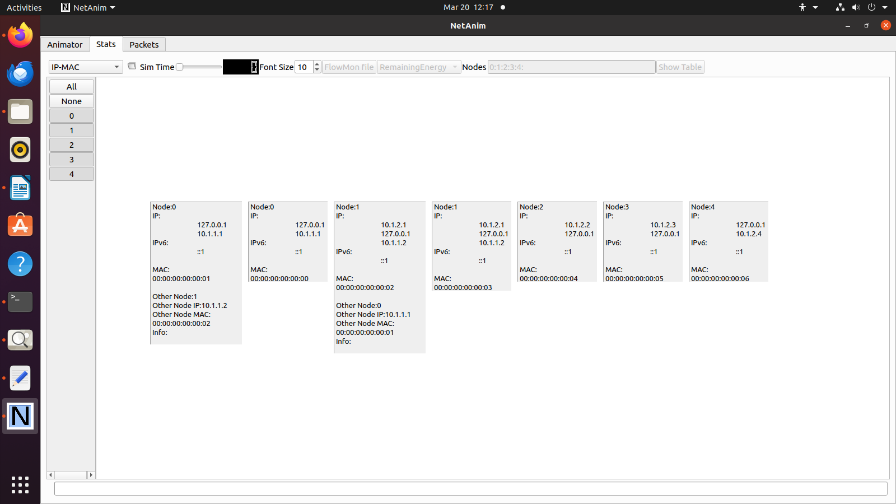 Activities
NetAnim
Mar 20 12:17
NetAnim
Animator
Stats
Packets
IP-MAC
Sim Time
Font Size
10
FlowMon file
RemainingEnergy
Nodes
0:1:2:3:4:
Show Table
All
None
0
1
2
3
4
Node:0
IP:
127.0.0.1
10.1.1.1
IPv6:
::1
MAC:
00:00:00:00:00:01
Other Node:1
Other Node IP:10.1.1.2
Other Node MAC:
00:00:00:00:00:02
Info:
Node:0
IP:
127.0.0.1
10.1.1.1
IPv6:
::1
MAC:
00:00:00:00:00:00
Node:1
IP:
10.1.2.1
127.0.0.1
10.1.1.2
IPv6:
::1
MAC:
00:00:00:00:00:02
Other Node:0
Other Node IP:10.1.1.1
Other Node MAC:
00:00:00:00:00:01
Info:
Node:1
IP:
10.1.2.1
127.0.0.1
10.1.1.2
IPv6:
::1
MAC:
00:00:00:00:00:03
Node:2
IP:
10.1.2.2
127.0.0.1
IPv6:
::1
MAC:
00:00:00:00:00:04
Node:3
IP:
10.1.2.3
127.0.0.1
IPv6:
::1
MAC:
00:00:00:00:00:05
Node:4
IP:
127.0.0.1
10.1.2.4
IPv6:
::1
MAC:
00:00:00:00:00:06